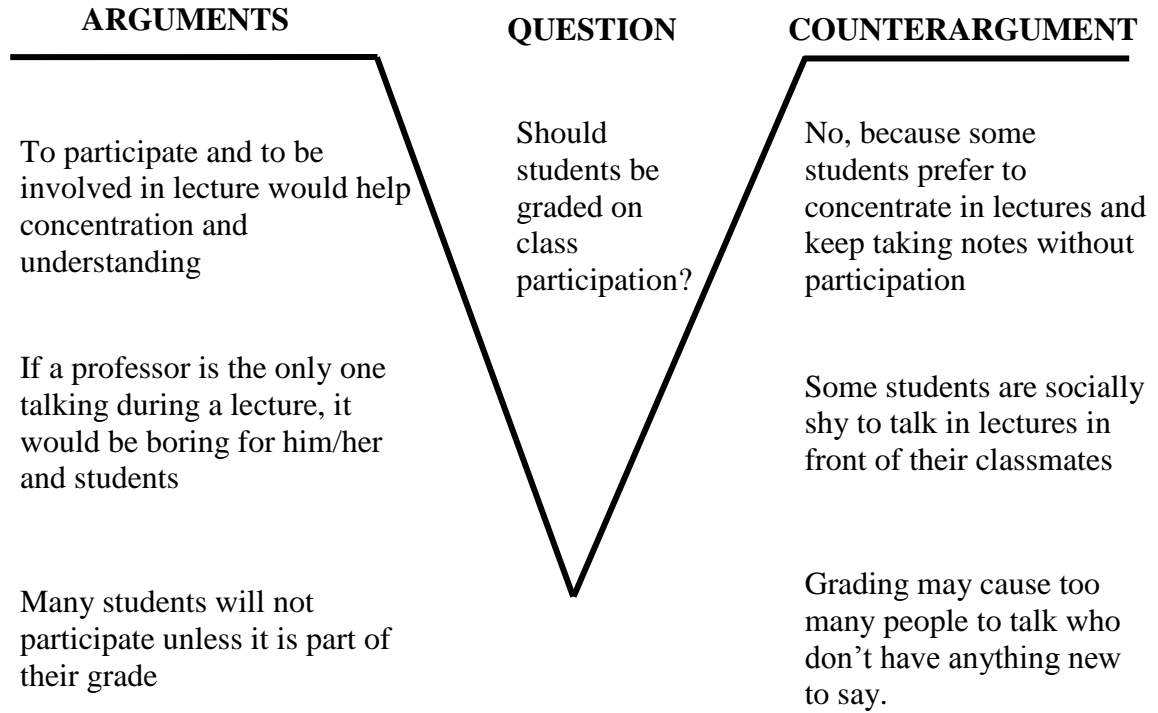 ARGUMENTS
QUESTION
COUNTERARGUMENT
To participate and to be
involved in lecture would help
concentration and
understanding
If a professor is the only one
talking during a lecture, it
would be boring for him/her
and students
Many students will not
participate unless it is part of
their grade
Should
students be
graded on
class
participation?
No, because some
students prefer to
concentrate in lectures and
keep taking notes without
participation
Some students are socially
shy to talk in lectures in
front of their classmates
Grading may cause too
many people to talk who
don’t have anything new
to say.